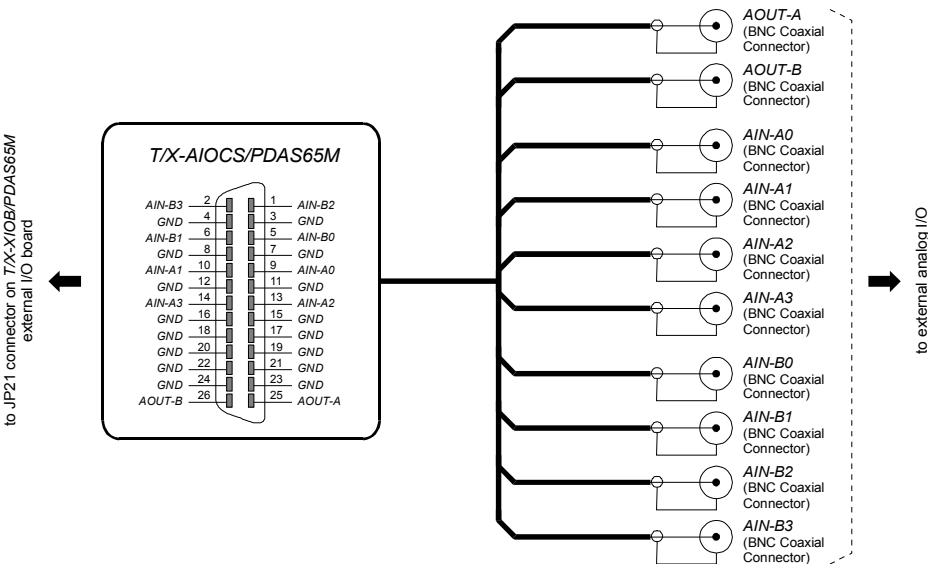 to JP21 connector on T/X-XIOB/PDAS65M
external I/O board
T/X-AIOCS/PDAS65M
AIN-B3 2 1 AIN-B2
GND 4 3 GND
AIN-B1 6 5 AIN-B0
GND 8 7 GND
AIN-A1 10 9 AIN-A0
GND 12 11 GND
AIN-A3 14 13 AIN-A2
GND 16 15 GND
GND 18 17 GND
GND 20 19 GND
GND 22 21 GND
GND 24 23 GND
AOUT-B 26 25 AOUT-A
AOUT-A
(BNC Coaxial
Connector)
AOUT-B
(BNC Coaxial
Connector)
AIN-A0
(BNC Coaxial
Connector)
AIN-A1
(BNC Coaxial
Connector)
AIN-A2
(BNC Coaxial
Connector)
AIN-A3
(BNC Coaxial
Connector)
AIN-B0
(BNC Coaxial
Connector)
AIN-B1
(BNC Coaxial
Connector)
AIN-B2
(BNC Coaxial
Connector)
AIN-B3
(BNC Coaxial
Connector)
to external analog I/O